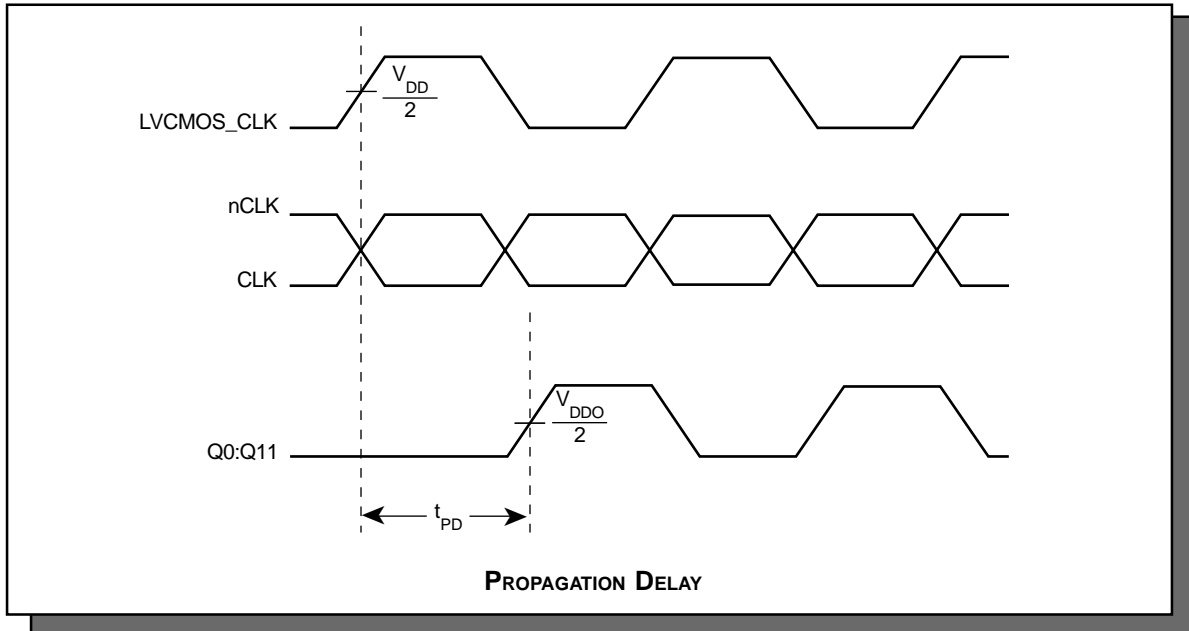 V_DD
2
LVCMOS_CLK
nCLK
CLK
V_DDO
2
Q0:Q11
t_PD
PROPAGATION DELAY